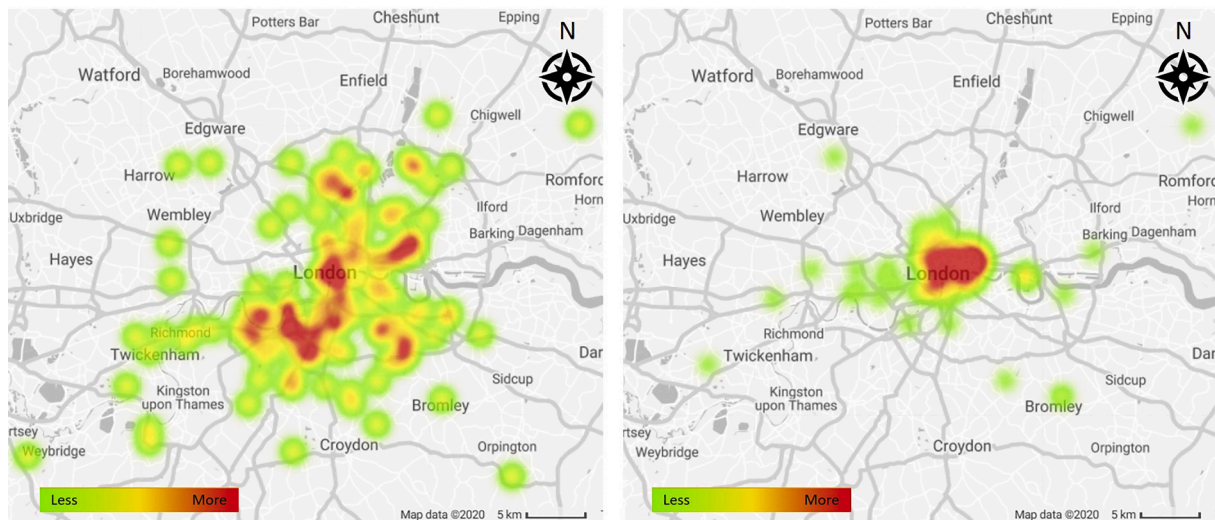 Potters Bar
Cheshunt
Epping
N
Watford
Borehamwood
Enfield
Chigwell
Edgware
Harrow
Romford
Horn
Wembley
Ilford
Uxbridge
Barking
Dagenham
Hayes
London
Richmond
Twickenham
Dar
Sidcup
Kingston
upon Thames
Bromley
rtsey
Weybridge
Croydon
Orpington
Less
More
Map data ©2020
5 km
Potters Bar
Cheshunt
Epping
N
Watford
Borehamwood
Enfield
Chigwell
Edgware
Harrow
Romford
Horn
Wembley
Ilford
Uxbridge
Barking
Dagenham
Hayes
London
Richmond
Twickenham
Dar
Sidcup
Kingston
upon Thames
Bromley
rtsey
Weybridge
Croydon
Orpington
Less
More
Map data ©2020
5 km